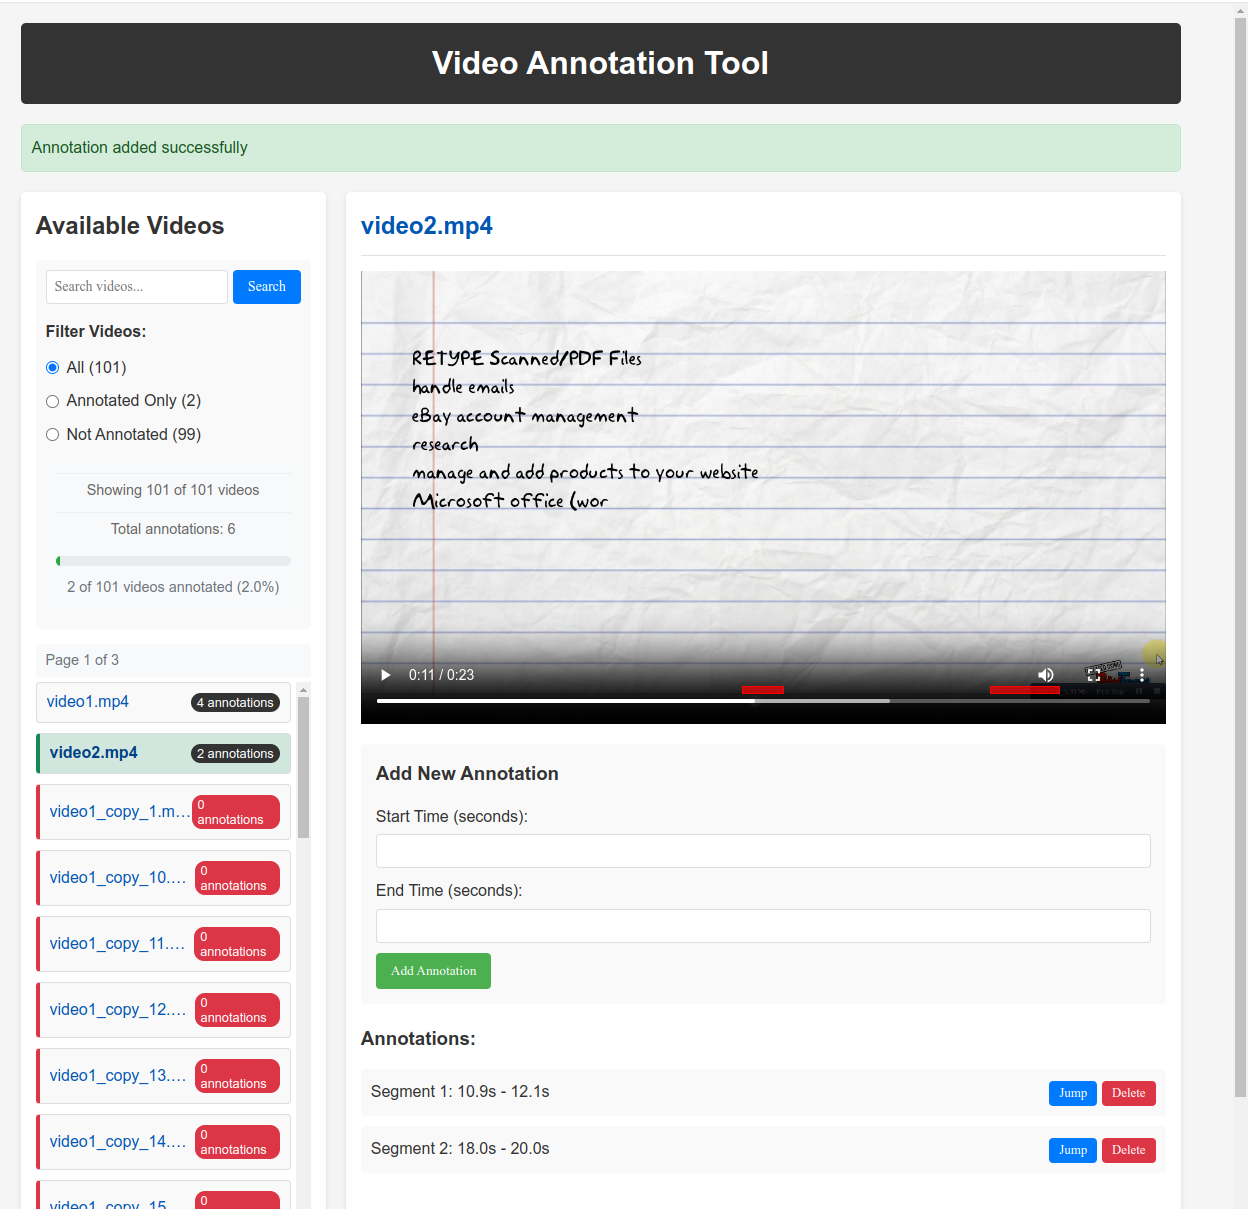 Video Annotation Tool
Annotation added successfully
Available Videos
Search videos...
Search
Filter Videos:
All (101)
Annotated Only (2)
Not Annotated (99)
Showing 101 of 101 videos
Total annotations: 6
2 of 101 videos annotated (2.0%)
Page 1 of 3
video1.mp4
4 annotations
video2.mp4
2 annotations
video1_copy_1.m...
0
annotations
video1_copy_10....
0
annotations
video1_copy_11....
0
annotations
video1_copy_12....
0
annotations
video1_copy_13....
0
annotations
video1_copy_14....
0
annotations
video1_copy_15
0
video2.mp4
RETYPE Scanned/PDF Files
handle emails
eBay account management
research
manage and add products to your website
Microsoft office (wor
0:11 / 0:23
Add New Annotation
Start Time (seconds):
End Time (seconds):
Add Annotation
Annotations:
Segment 1: 10.9s - 12.1s
Jump
Delete
Segment 2: 18.0s - 20.0s
Jump
Delete